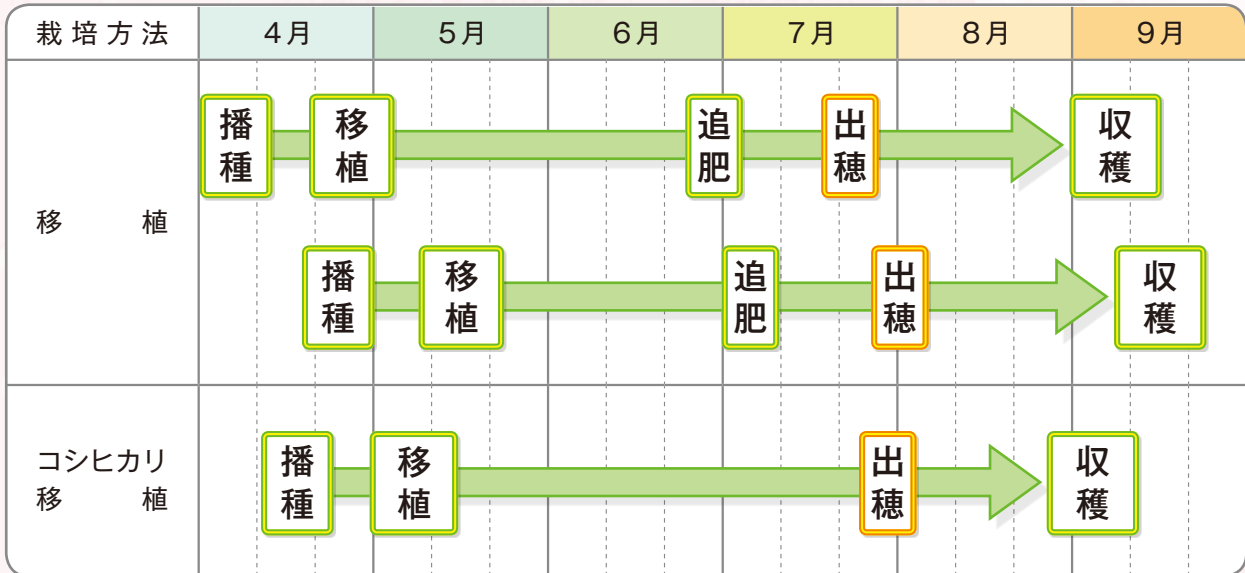 栽培方法 4月 5月 6月 7月 8月 9月
移植
播種 移植 追肥 出穂 収穫
播種 移植 追肥 出穂 収穫
コシヒカリ
移植
播種 移植 出穂 収穫